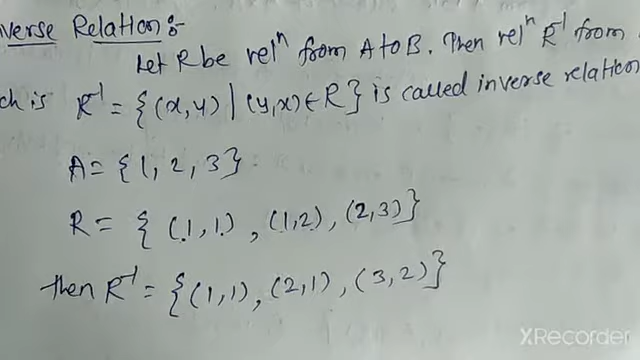 verse Relation:-
Let R be relⁿ from A to B. Then relⁿ R⁻¹ from
ch is R⁻¹ = {(x, y) | (y, x) ∈ R} is called inverse relation
A = {1, 2, 3}
R = { (1, 1), (1, 2), (2, 3)}
then R⁻¹ = {(1, 1), (2, 1), (3, 2)}
XRecorder